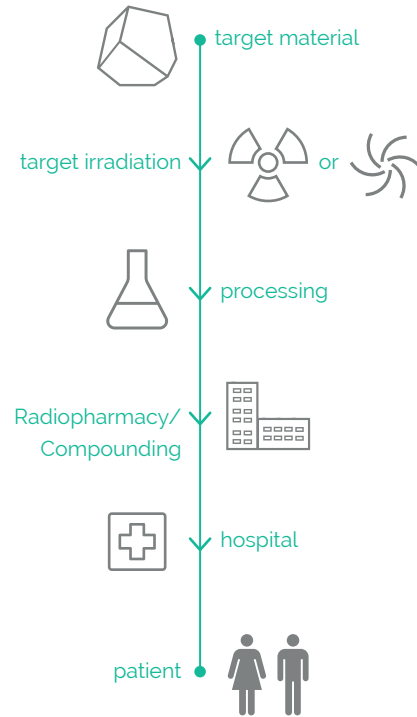 target material
target irradiation
or
processing
Radiopharmacy/
Compounding
hospital
patient